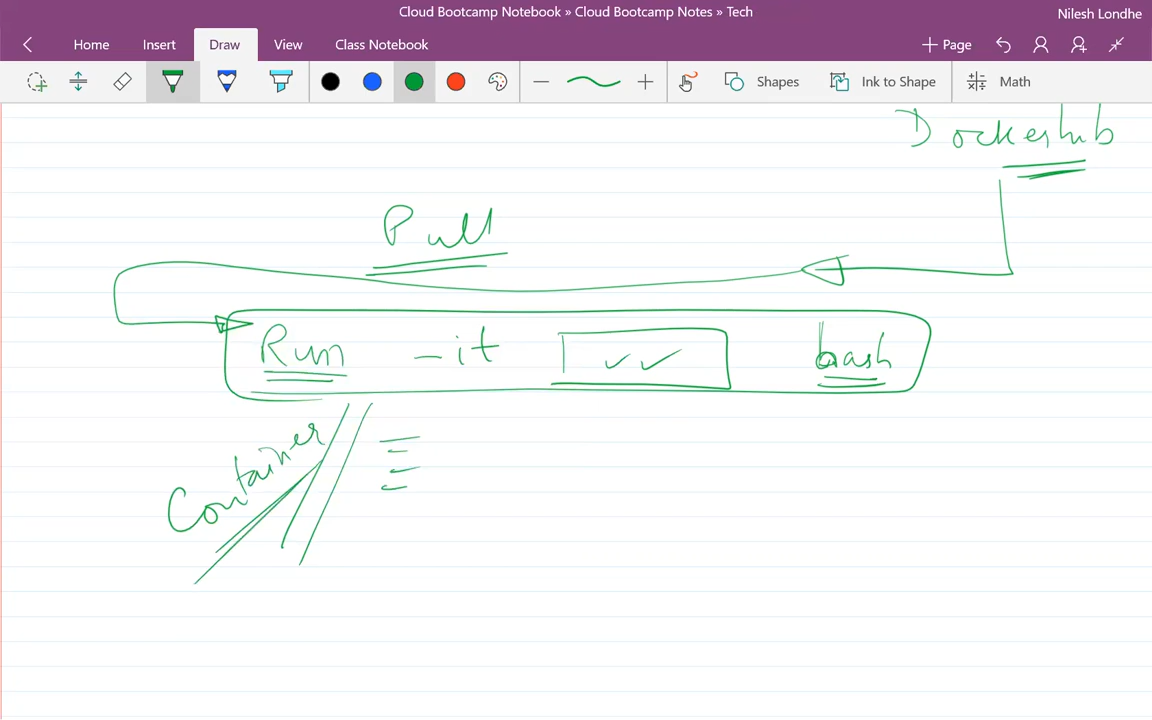 Cloud Bootcamp Notebook » Cloud Bootcamp Notes » Tech
Nilesh Londhe
Home Insert Draw View Class Notebook Page
Shapes Ink to Shape Math
Dockerhub
Pull
Run -it bash
Container